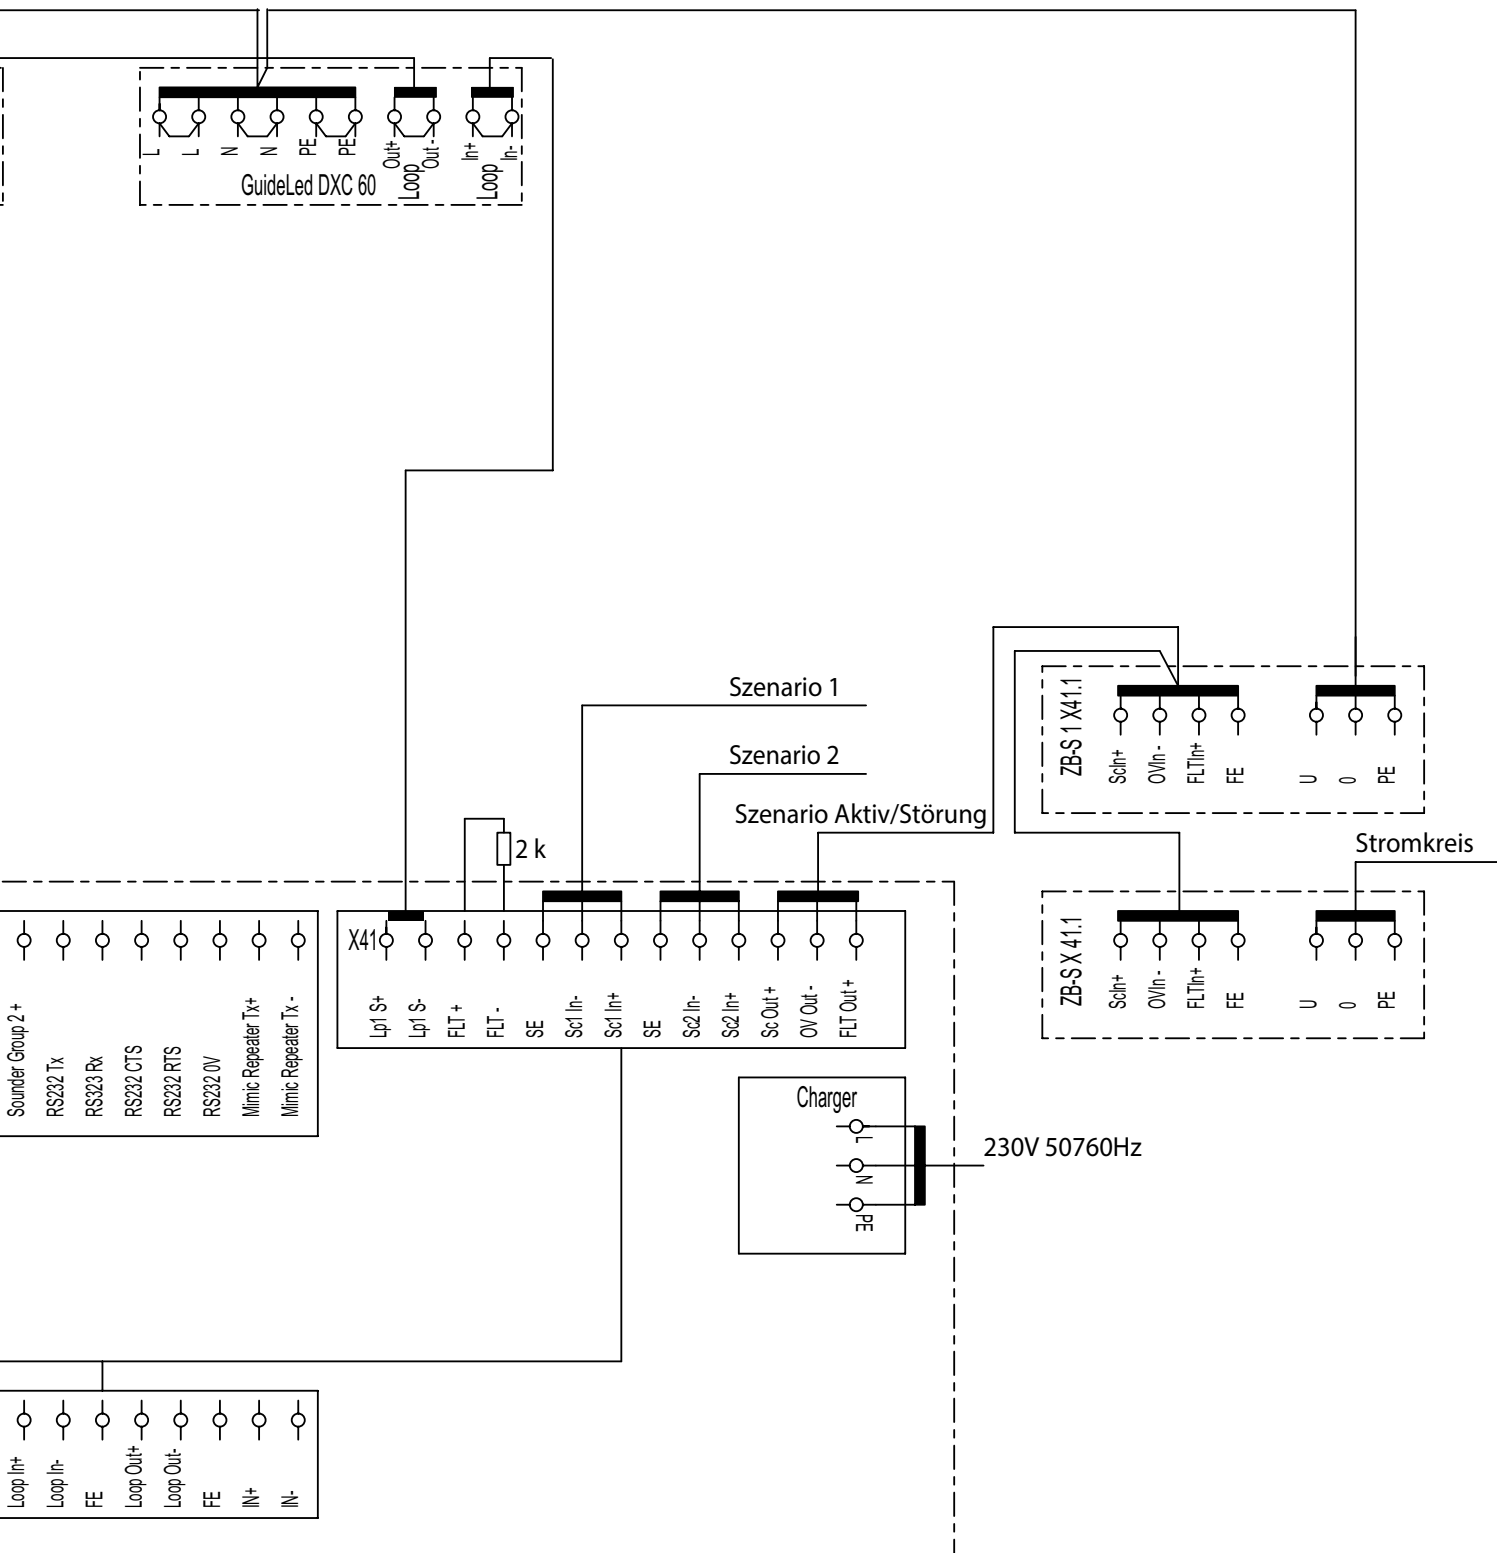 L
L
N
N
PE
PE
Out+
Out -
Loop
In+
In-
Loop
GuideLed DXC 60
Szenario 1
Szenario 2
Szenario Aktiv/Störung
2 k
ZB-S 1 X41.1
ScIn+
OVIn -
FLTIn+
FE
U
0
PE
Stromkreis
ZB-S X 41.1
ScIn+
OVIn -
FLTIn+
FE
U
0
PE
Sounder Group 2 +
RS232 Tx
RS323 Rx
RS232 CTS
RS232 RTS
RS232 0V
Mimic Repeater Tx+
Mimic Repeater Tx -
X41
Lp1 S+
Lp1 S-
FLT +
FLT -
SE
Sc1 In-
Sc1 In+
SE
Sc2 In-
Sc2 In+
Sc Out +
OV Out -
FLT Out +
Charger
L
N
PE
230V 50760Hz
Loop In+
Loop In-
FE
Loop Out+
Loop Out-
FE
IN+
IN-